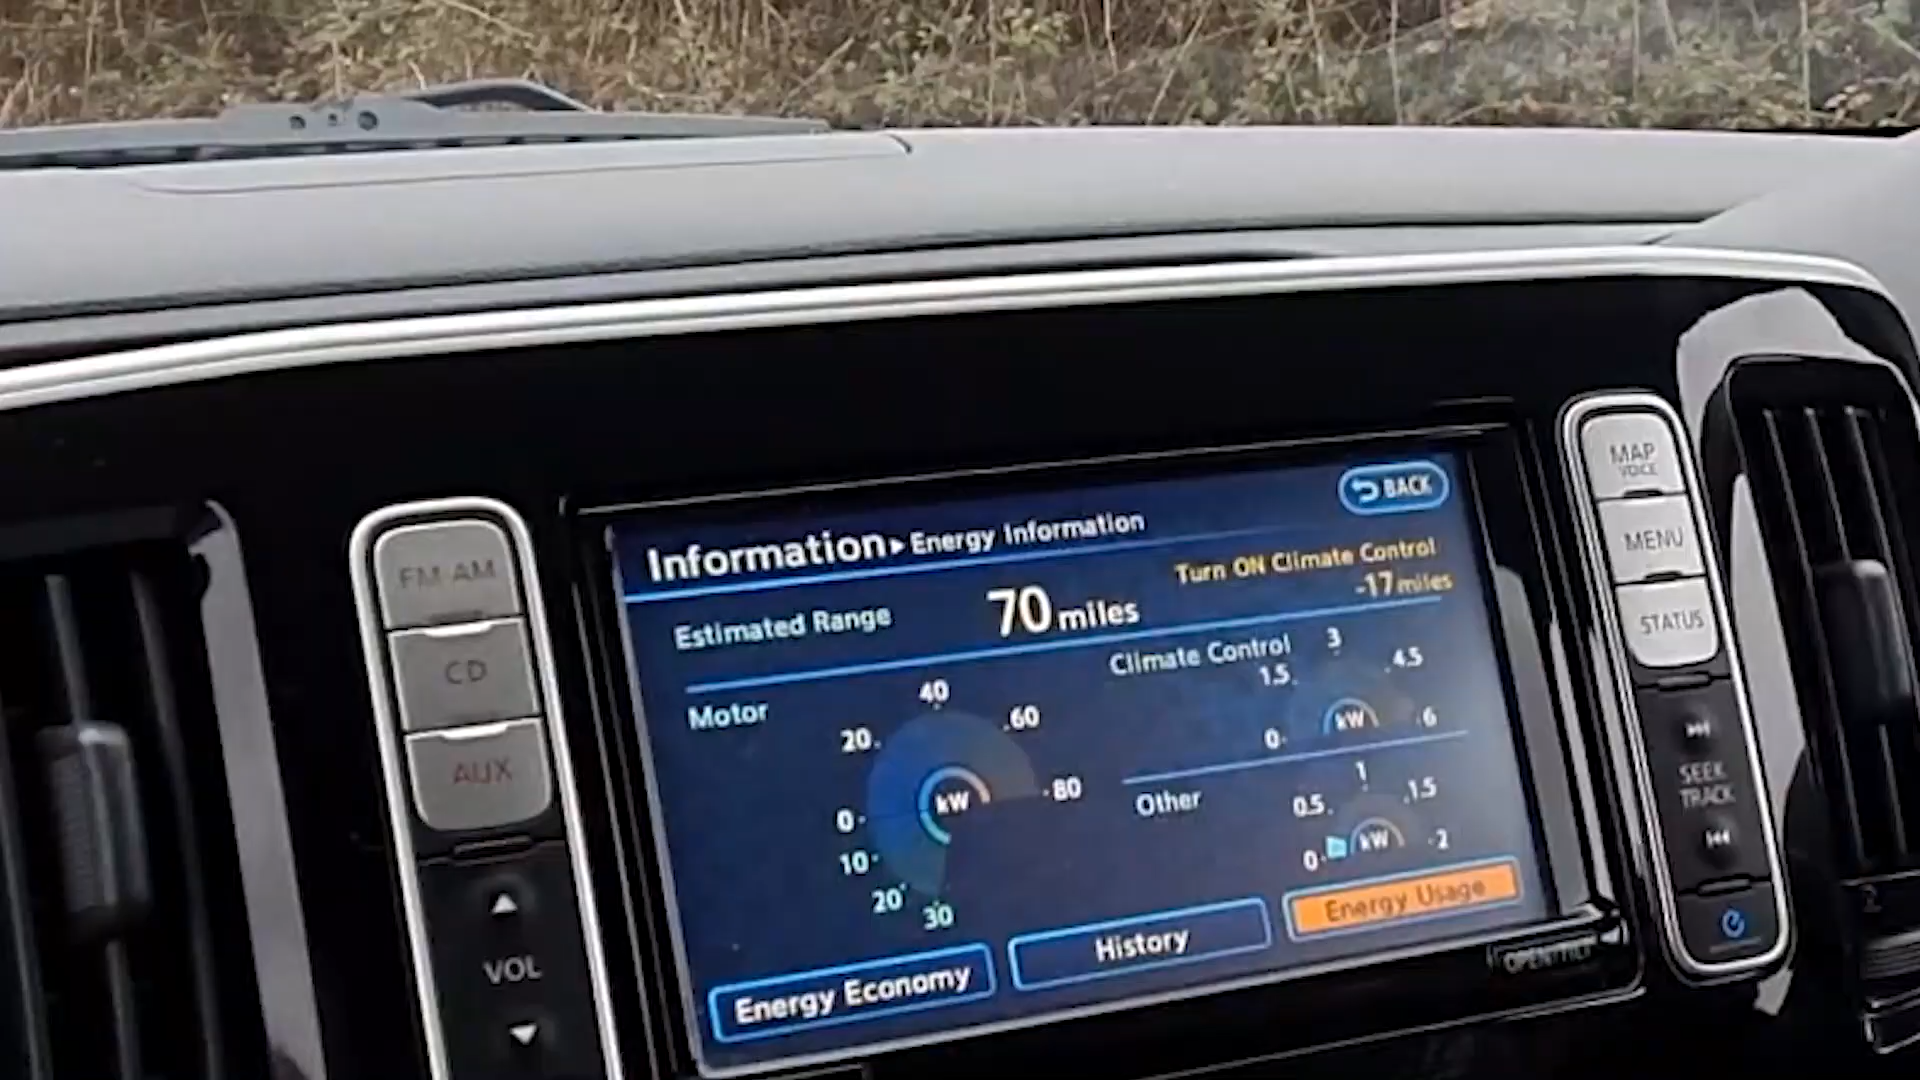 BACK
Information▸Energy Information
Turn ON Climate Control
-17 miles
Estimated Range 70 miles
Motor
40
20
60
0
80
kW
10
20
30
Climate Control
3
1.5
4.5
0
6
kW
Other
1
0.5
1.5
0
2
kW
Energy Economy
History
Energy Usage
OPEN/TILT
FM·AM
CD
AUX
VOL
MAP
VOICE
MENU
STATUS
SEEK
TRACK
2